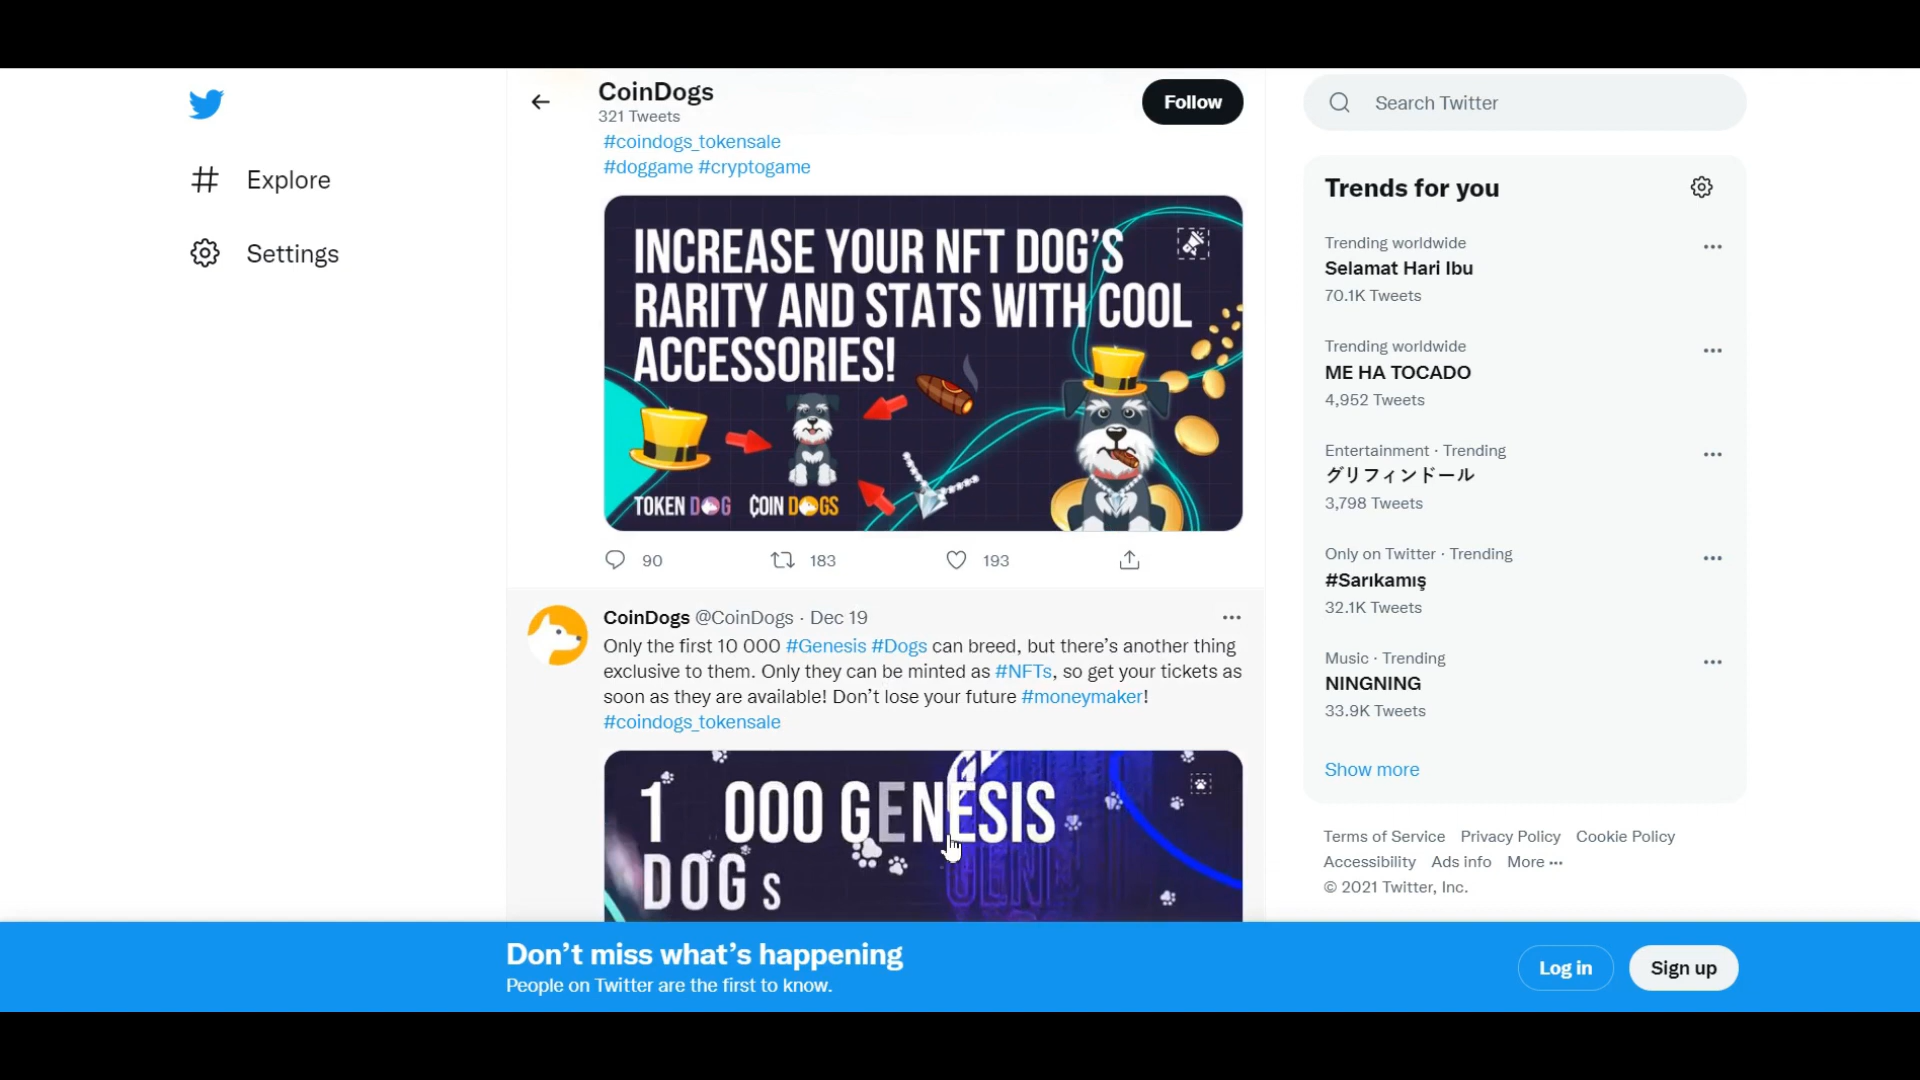 Explore
Settings
CoinDogs
321 Tweets
Follow
#coindogs_tokensale
#doggame #cryptogame
INCREASE YOUR NFT DOG'S
RARITY AND STATS WITH COOL
ACCESSORIES!
TOKEN DOG COIN DOGS
90 183 193
CoinDogs @CoinDogs · Dec 19
Only the first 10 000 #Genesis #Dogs can breed, but there's another thing
exclusive to them. Only they can be minted as #NFTs, so get your tickets as
soon as they are available! Don't lose your future #moneymaker!
#coindogs_tokensale
1 000 GENESIS
DOGs
Search Twitter
Trends for you
Trending worldwide
Selamat Hari Ibu
70.1K Tweets
Trending worldwide
ME HA TOCADO
4,952 Tweets
Entertainment · Trending
グリフィンドール
3,798 Tweets
Only on Twitter · Trending
#Sarıkamış
32.1K Tweets
Music · Trending
NINGNING
33.9K Tweets
Show more
Terms of Service Privacy Policy Cookie Policy
Accessibility Ads info More ···
© 2021 Twitter, Inc.
Don't miss what's happening
People on Twitter are the first to know.
Log in
Sign up